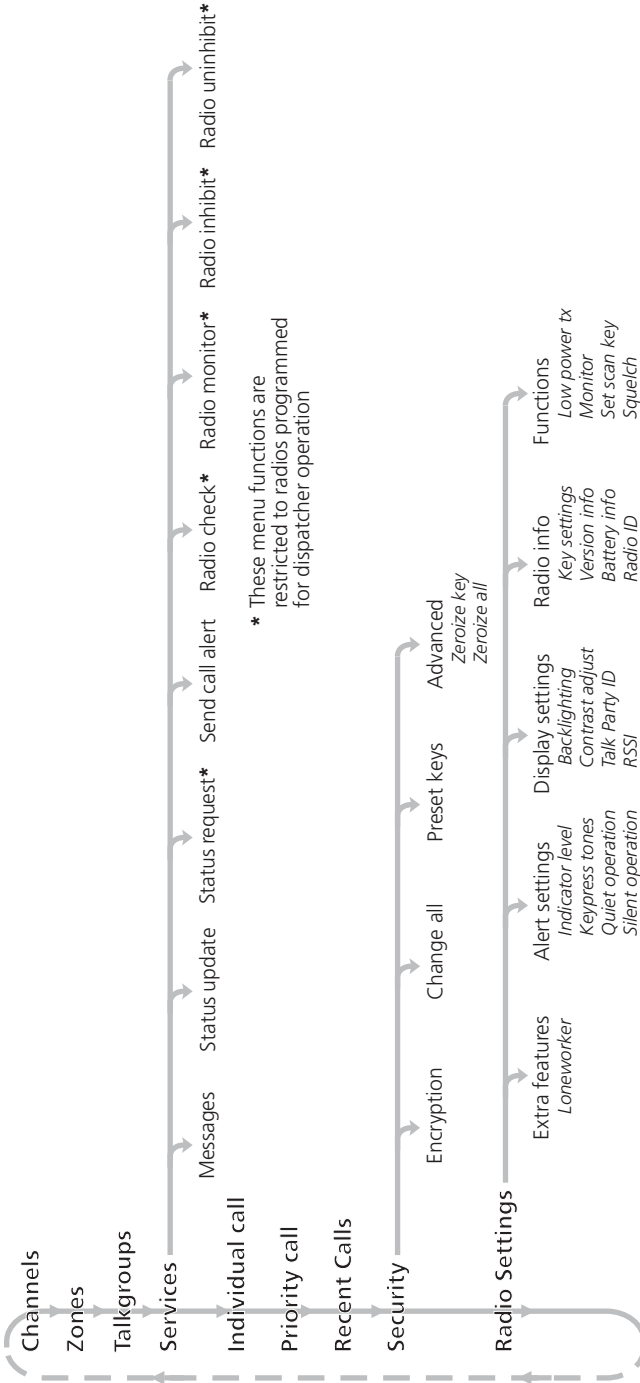 Channels
Zones
Talkgroups
Services
Messages
Status update
Status request*
Send call alert
Radio check*
Radio monitor*
Radio inhibit*
Radio uninhibit*
* These menu functions are
restricted to radios programmed
for dispatcher operation
Individual call
Priority call
Recent Calls
Security
Encryption
Change all
Preset keys
Advanced
Zeroize key
Zeroize all
Radio Settings
Extra features
Loneworker
Alert settings
Indicator level
Keypress tones
Quiet operation
Silent operation
Display settings
Backlighting
Contrast adjust
Talk Party ID
RSSI
Radio info
Key settings
Version info
Battery info
Radio ID
Functions
Low power tx
Monitor
Set scan key
Squelch